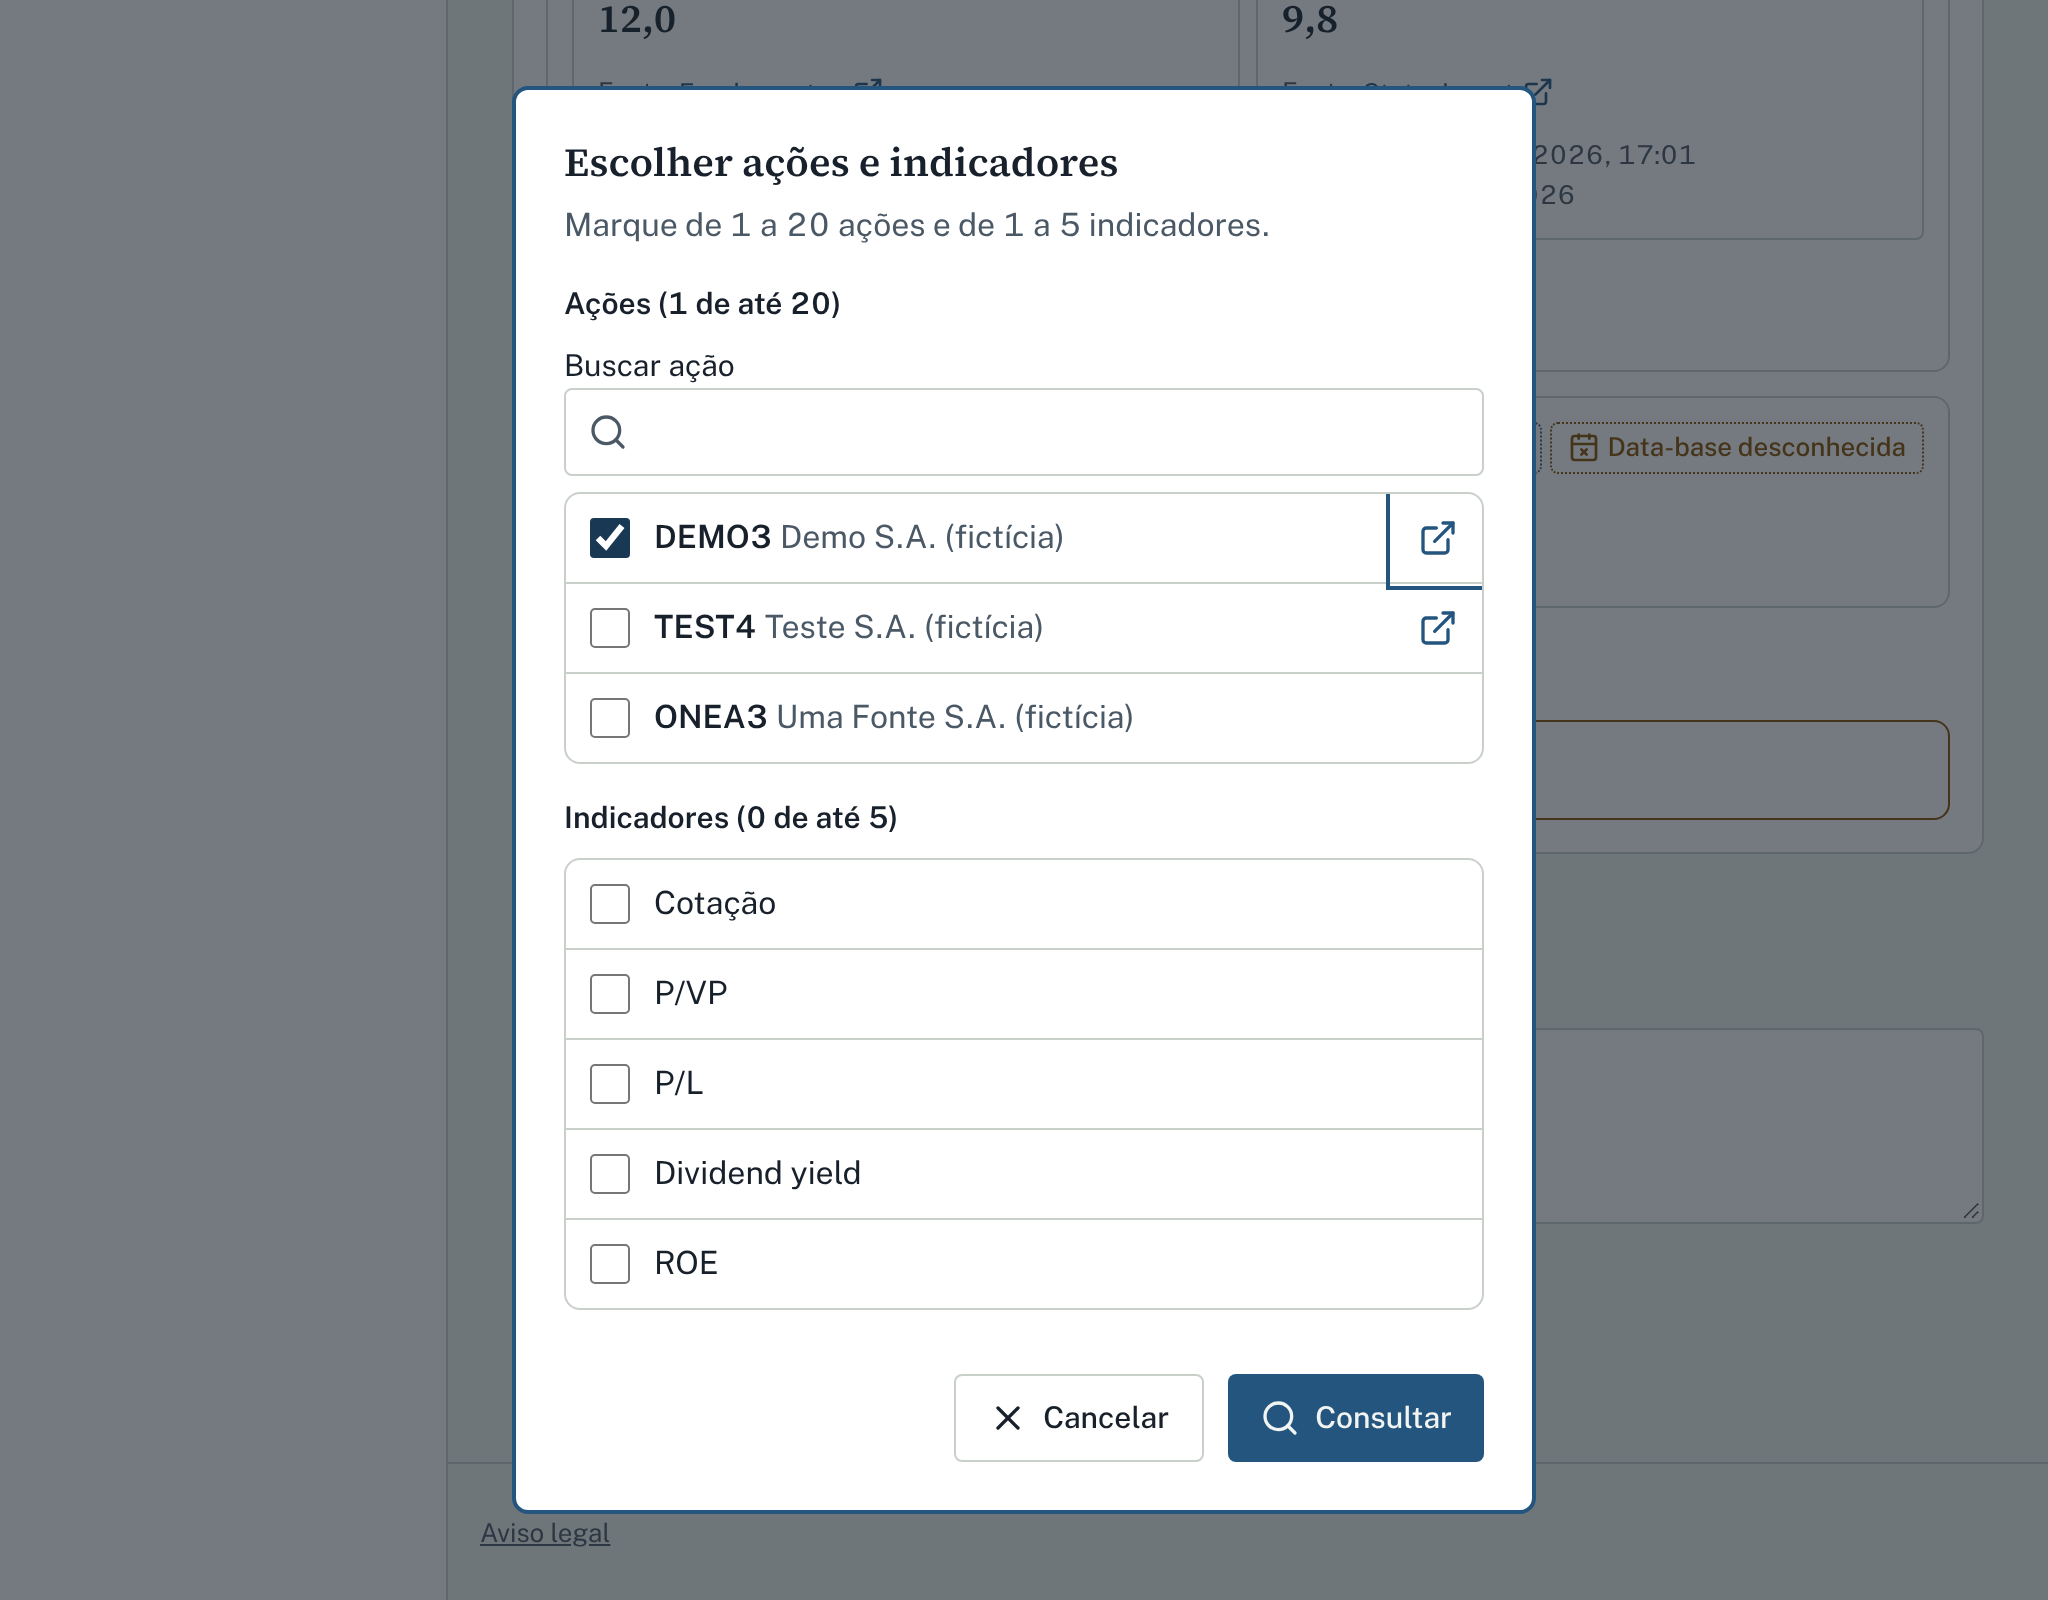 12,0
9,8
Escolher ações e indicadores
2026, 17:01
Marque de 1 a 20 ações e de 1 a 5 indicadores.
26
Ações (1 de até 20)
Buscar ação
Data-base desconhecida
DEMO3 Demo S.A. (fictícia)
TEST4 Teste S.A. (fictícia)
ONEA3 Uma Fonte S.A. (fictícia)
Indicadores (0 de até 5)
Cotação
P/VP
P/L
Dividend yield
ROE
Cancelar
Consultar
Aviso legal